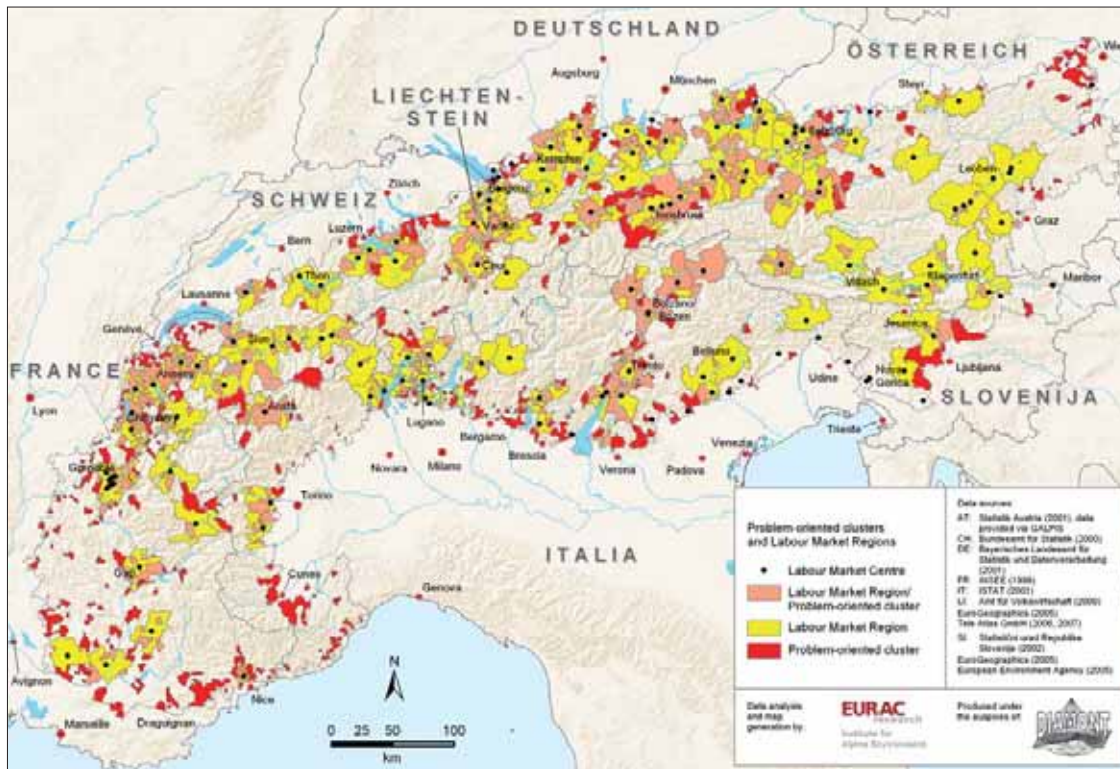 DEUTSCHLAND
ÖSTERREICH
Augsburg
München
Steyr
LIECHTEN-
STEIN
Kempten
Leoben
Zürich
SCHWEIZ
Innsbruck
Graz
Luzern
Vaduz
Bern
Chur
Thun
Maribor
Klagenfurt
Villach
Lausanne
Bolzano
Bozen
Jesenice
Genève
Sion
Belluno
FRANCE
Annecy
Trento
Nova
Gorica
Ljubljana
Udine
Lyon
Aosta
SLOVENIJA
Lugano
Trieste
Bergamo
Venezia
Brescia
Grenoble
Novara
Milano
Verona
Padova
Torino
ITALIA
Gap
Cuneo
Genova
Avignon
Nice
Marseille
Draguignan
N
0 50 100
km
Problem-oriented clusters
and Labour Market Regions
Labour Market Centre
Labour Market Region/
Problem-oriented cluster
Labour Market Region
Problem-oriented cluster
Data sources
AT: Statistik Austria (2001), data
provided via GALPIS
CH: Bundesamt für Statistik (2000)
DE: Bayerisches Landesamt für
Statistik und Datenverarbeitung
(2001)
FR: INSEE (1999)
IT: ISTAT (2001)
LI: Amt für Volkswirtschaft (2000)
EuroGeographics (2005)
Tele Atlas GmbH (2006, 2007)
SI: Statistični urad Republike
Slovenije (2002)
EuroGeographics (2005)
European Environment Agency (2005)
Data analysis
and map
generation by:
EURAC
research
Institute for
Alpine Environment
Produced under
the auspices of:
DIAMONT